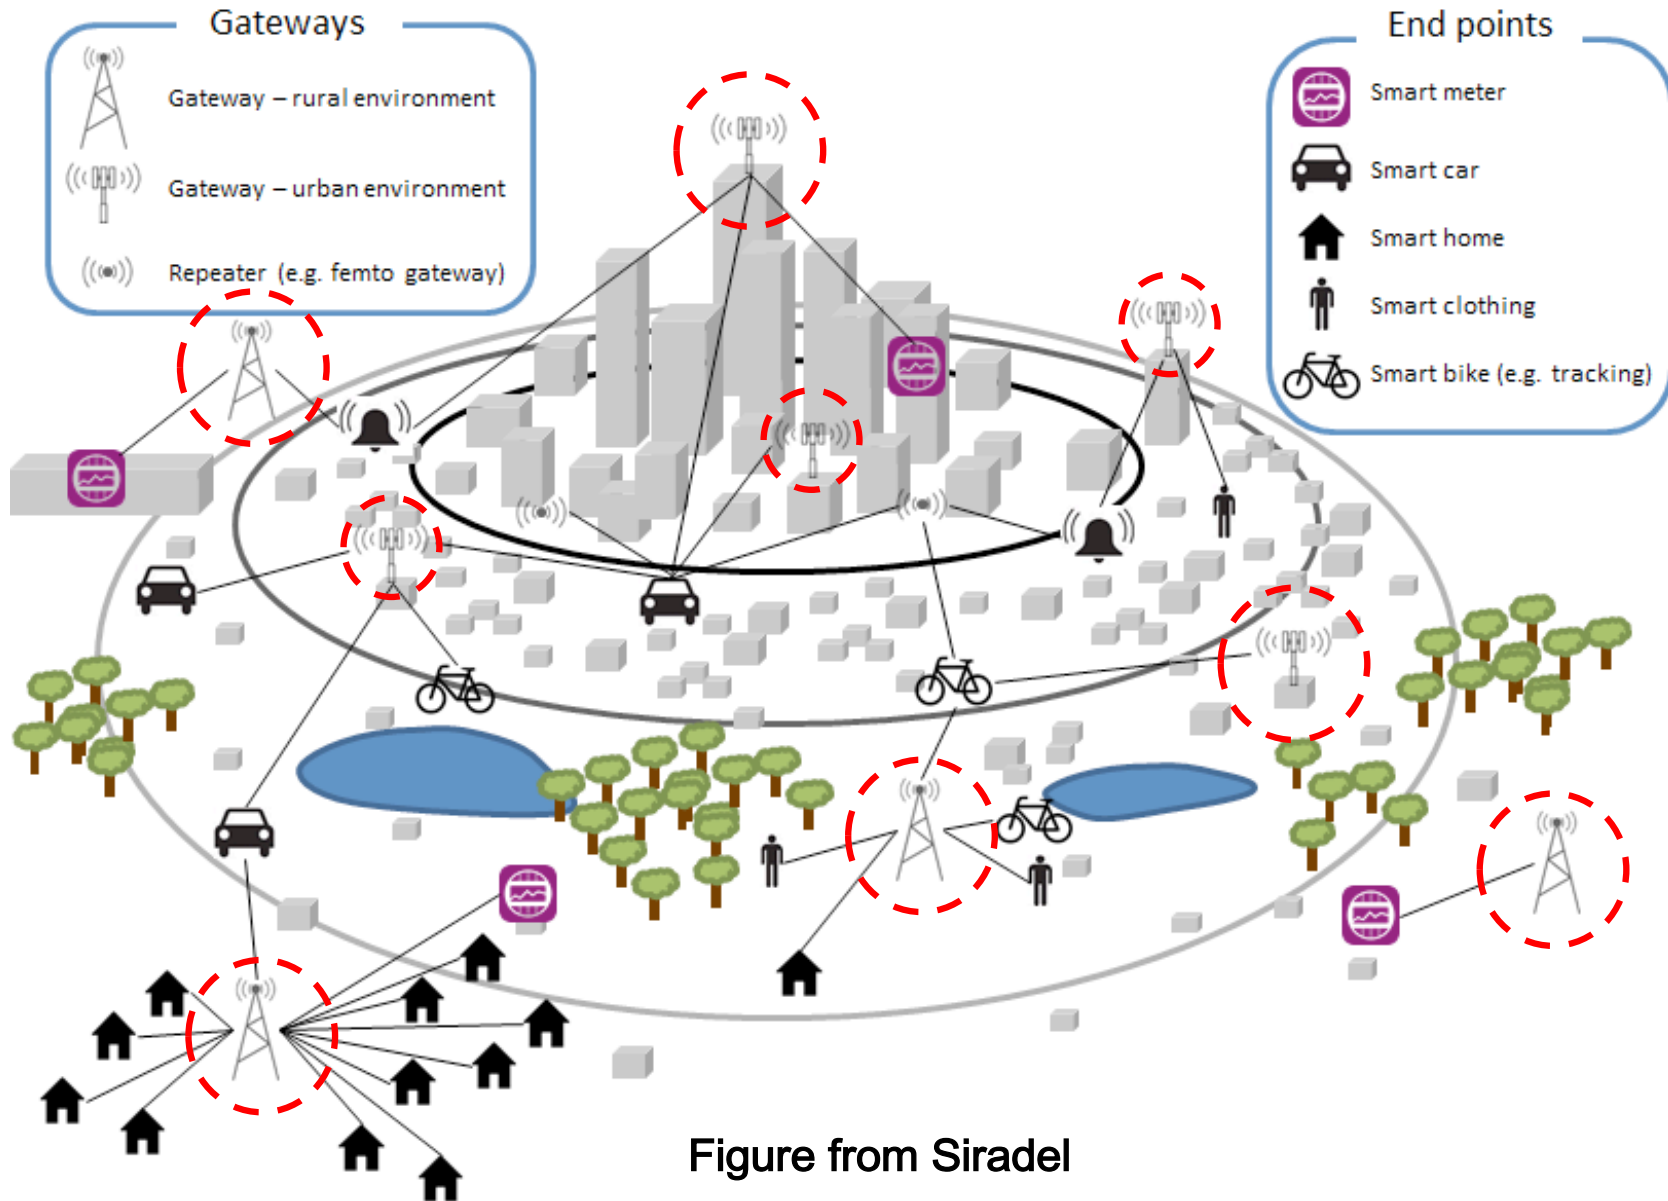 Gateways
Gateway – rural environment
Gateway – urban environment
Repeater (e.g. femto gateway)
End points
Smart meter
Smart car
Smart home
Smart clothing
Smart bike (e.g. tracking)
Figure from Siradel